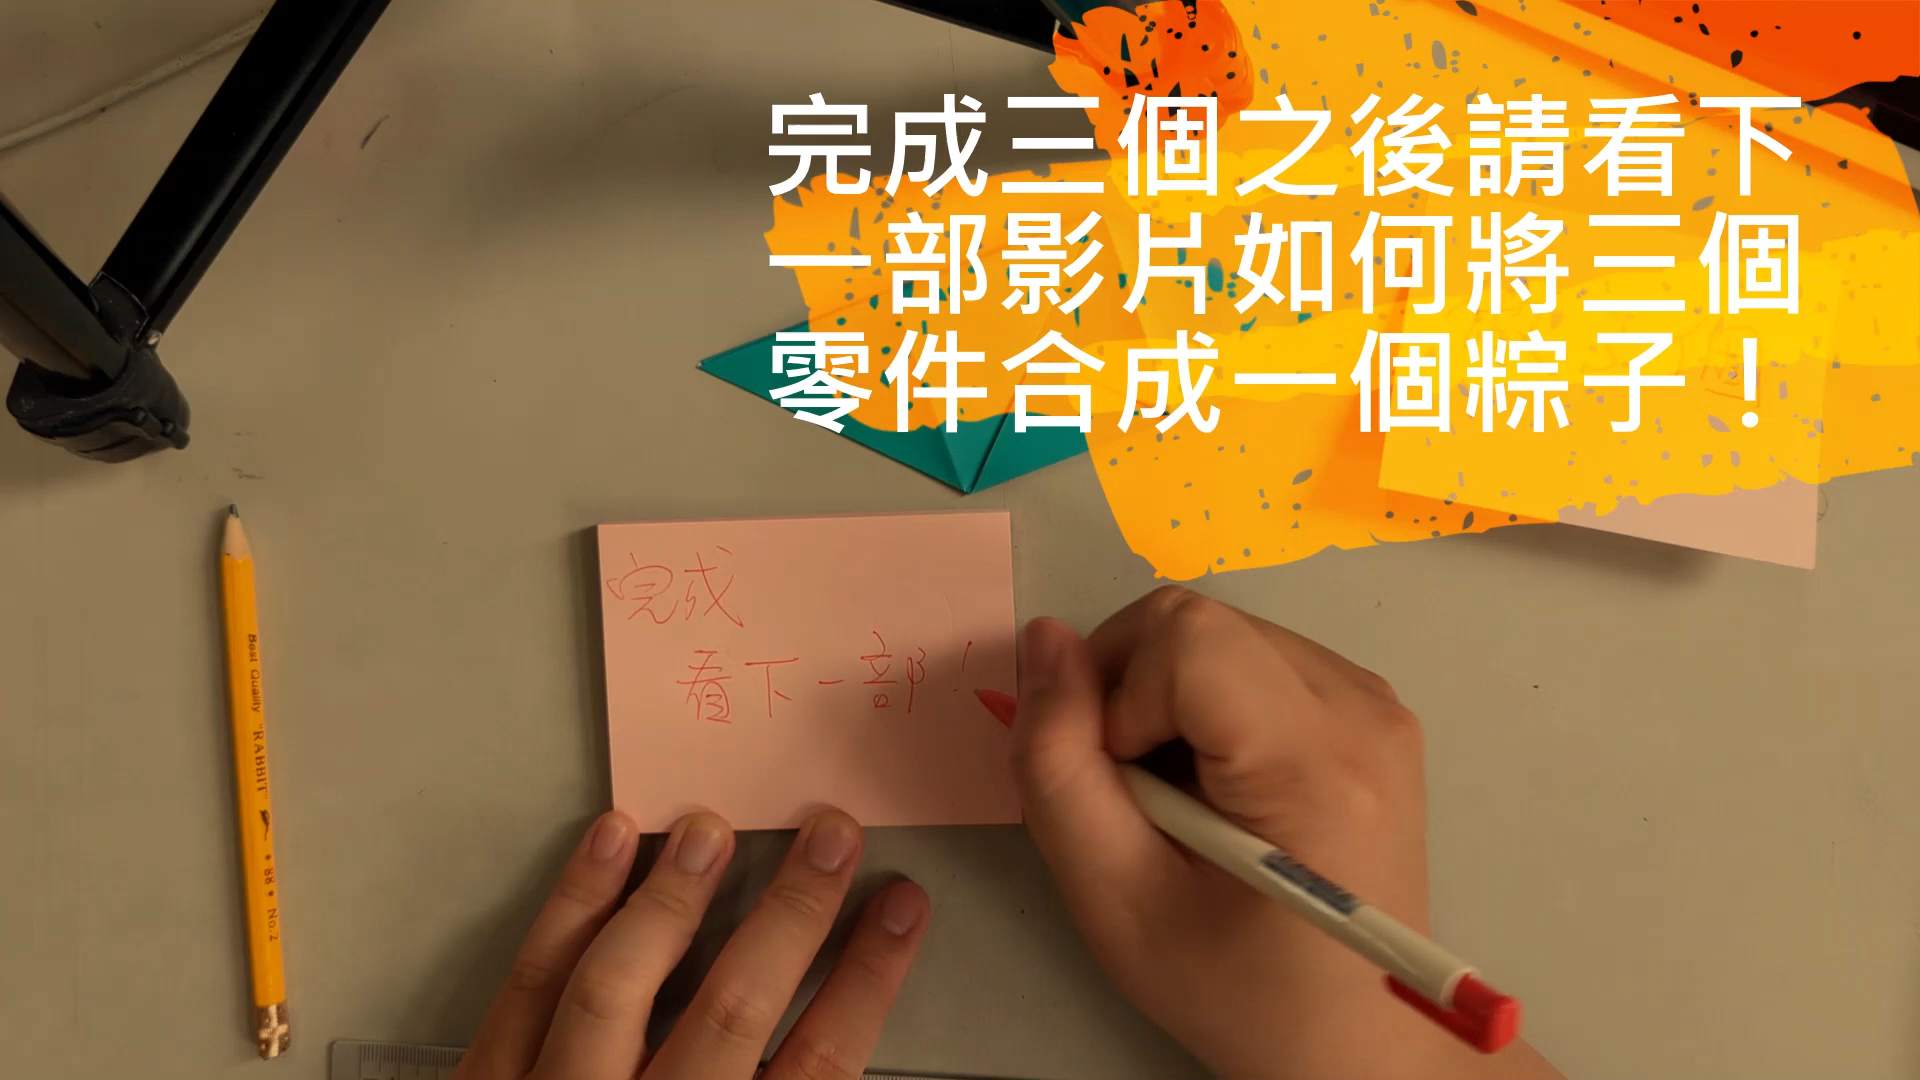 完成三個之後請看下
一部影片如何將三個
零件合成一個粽子！
完成
看下一部！
Best Quality "RABBIT" • 88 • No.2